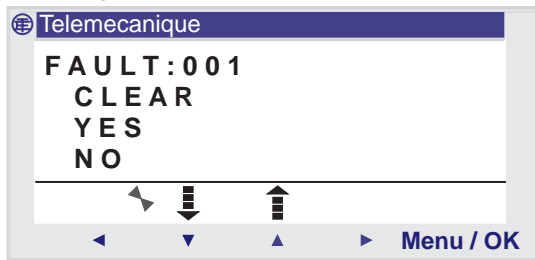 Telemecanique
FAULT:001
CLEAR
YES
NO
Menu / OK